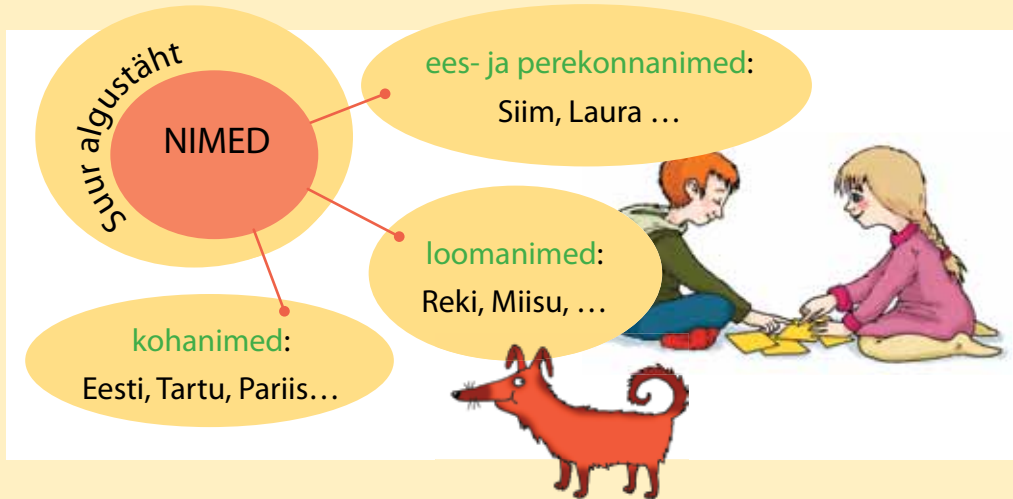 Suur algustäht
NIMED
ees- ja perekonnanimed:
Siim, Laura …
loomanimed:
Reki, Miisu, …
kohanimed:
Eesti, Tartu, Pariis…